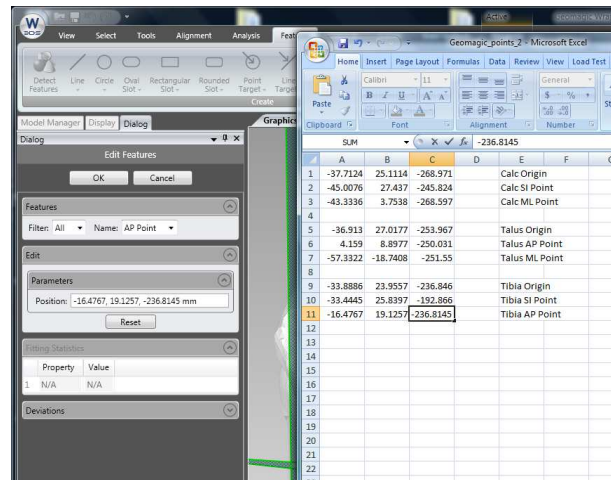 Active
Geomagic Wra
W
3DS
View Select Tools Alignment Analysis Feat
Detect Features
Line
Circle
Oval Slot
Rectangular Slot
Rounded Slot
Point Target
Line Target
Create
Model Manager Display Dialog
Graphics
Dialog
Edit Features
OK Cancel
Features
Filter: All Name: AP Point
Edit
Parameters
Position: -16.4767, 19.1257, -236.8145 mm
Reset
Fitting Statistics
Property Value
1 N/A N/A
Deviations
Geomagic_points_2 - Microsoft Excel
Home Insert Page Layout Formulas Data Review View Load Test
Paste
Calibri 11
B I U
General
$ % ,
Clipboard Font Alignment Number
SUM fx -236.8145
A B C D E F
1 -37.7124 25.1114 -268.971 Calc Origin
2 -45.0076 27.437 -245.824 Calc SI Point
3 -43.3336 3.7538 -268.597 Calc ML Point
4
5 -36.913 27.0177 -253.967 Talus Origin
6 4.159 8.8977 -250.031 Talus AP Point
7 -57.3322 -18.7408 -251.55 Talus ML Point
8
9 -33.8886 23.9557 -236.846 Tibia Origin
10 -33.4445 25.8397 -192.866 Tibia SI Point
11 -16.4767 19.1257 -236.8145 Tibia AP Point
12
13
14
15
16
17
18
19
20
21
22